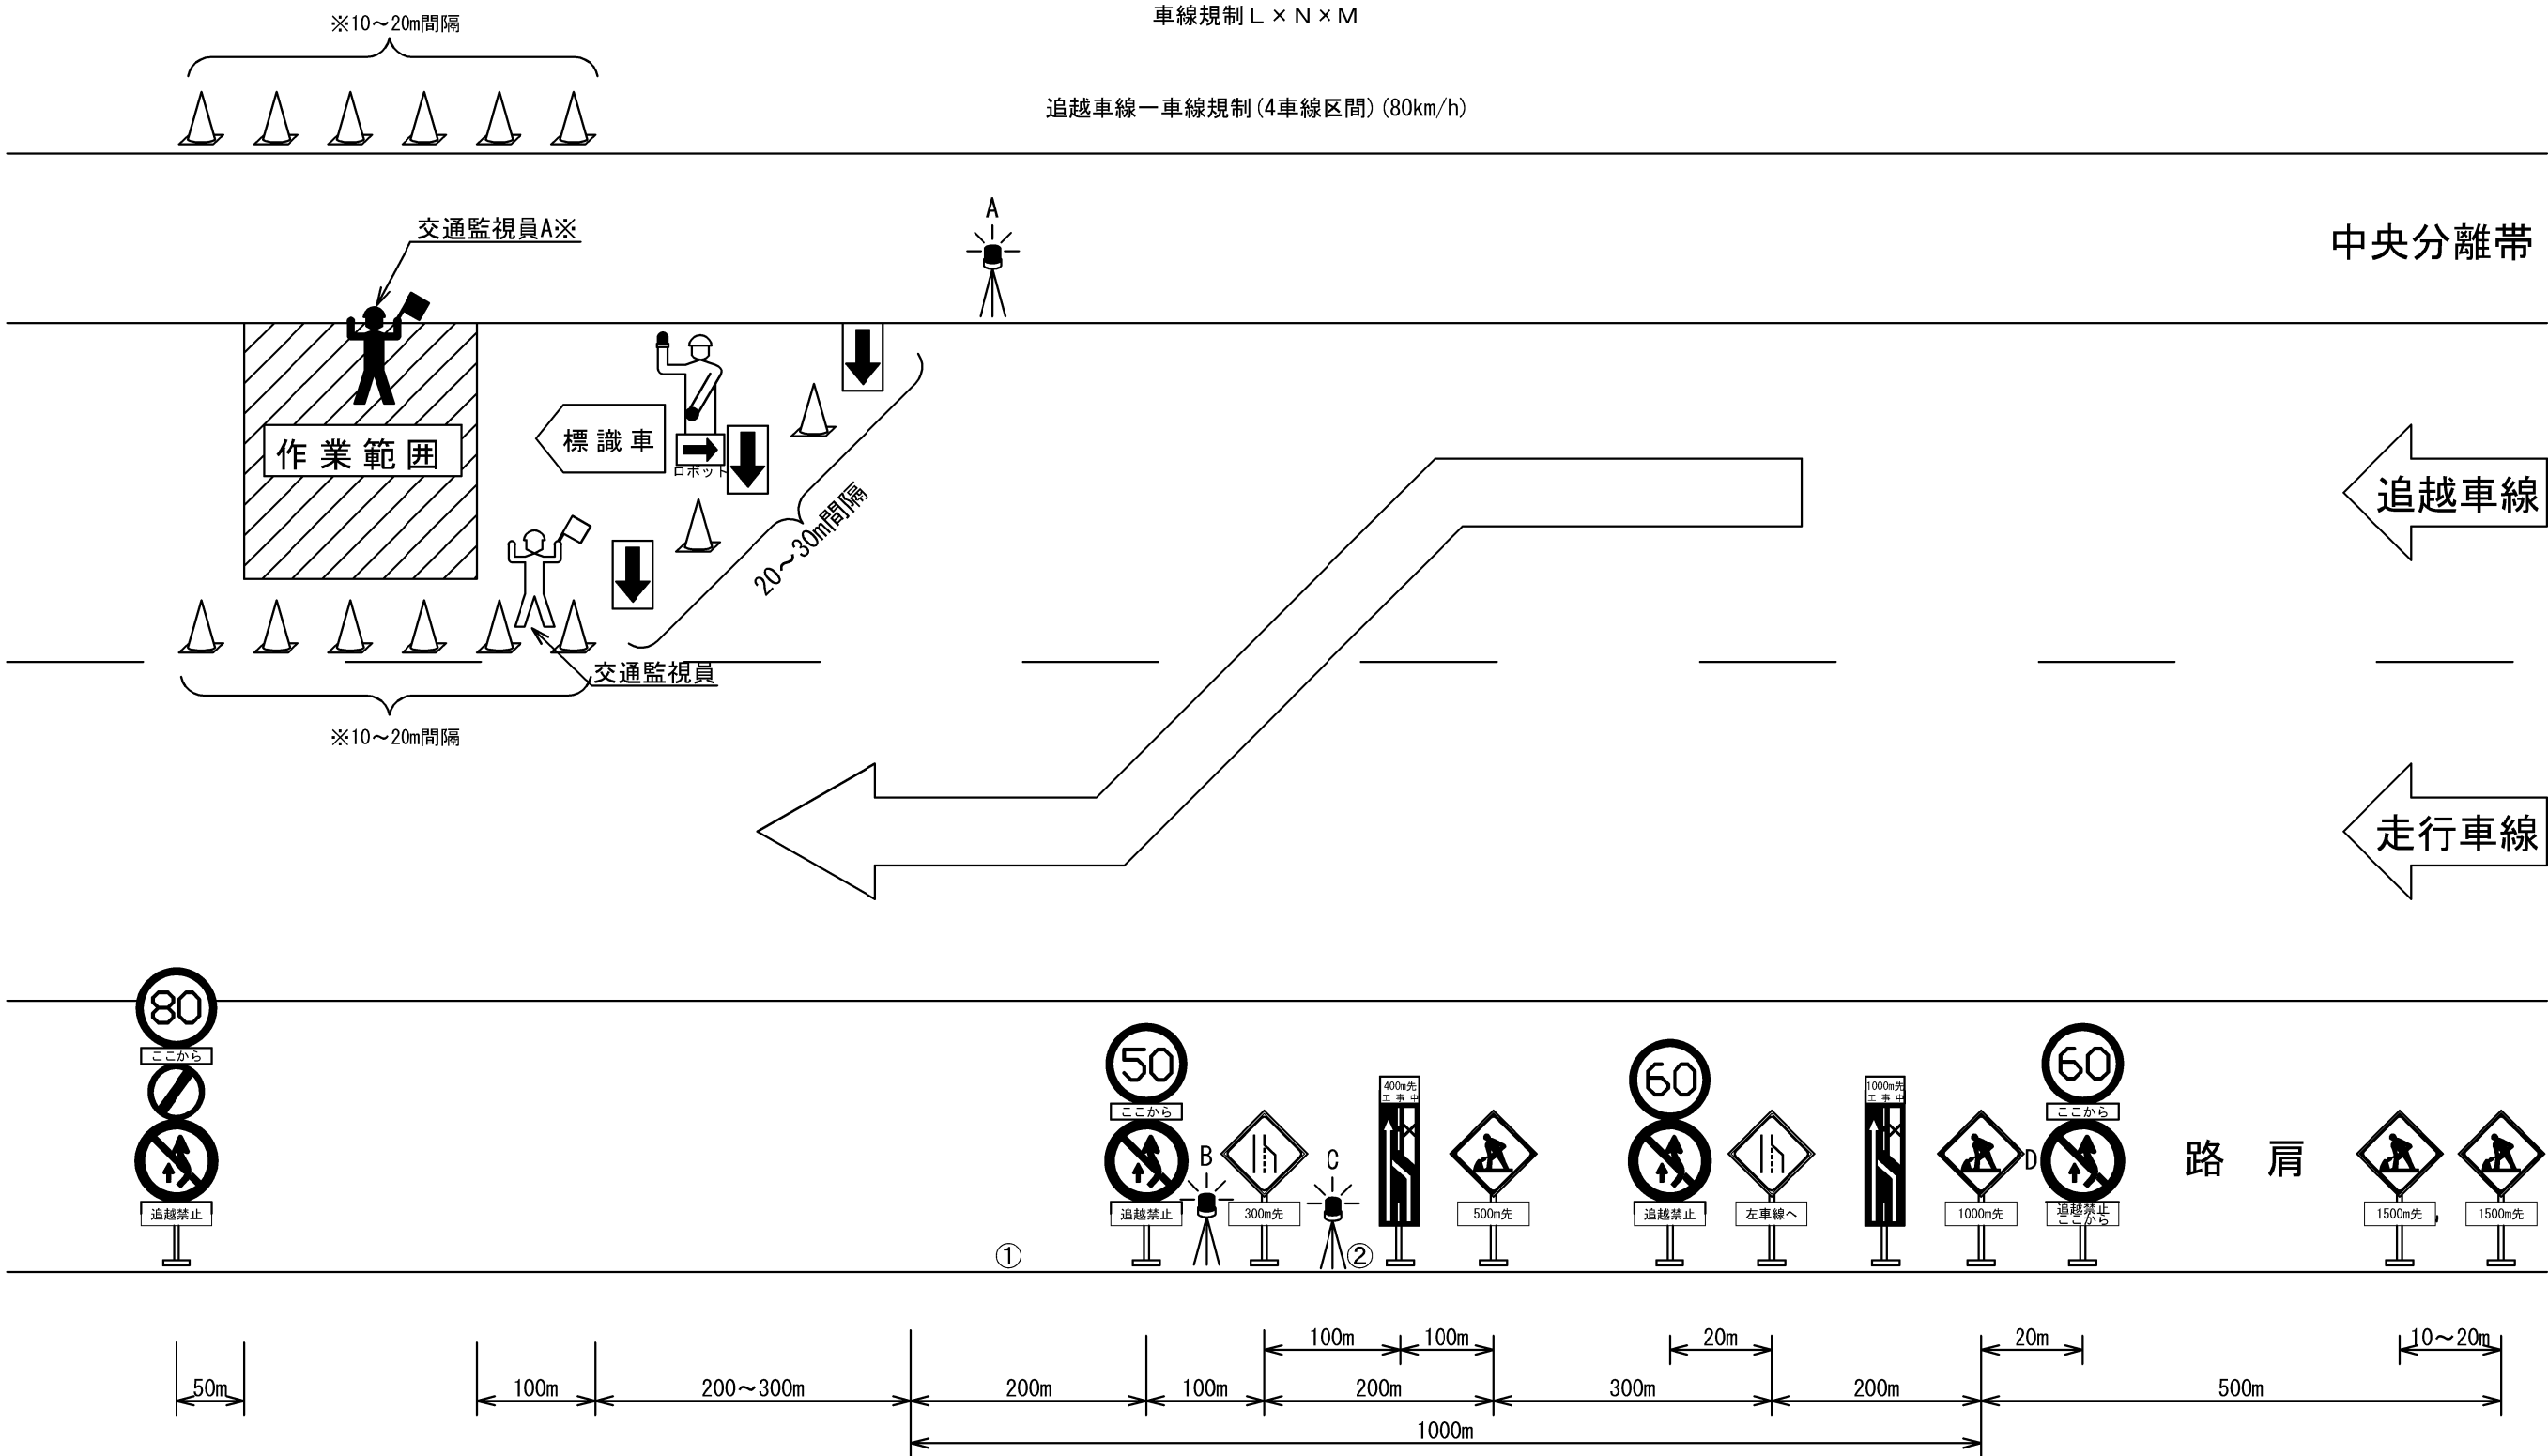 車線規制L×N×M
※10～20m間隔
追越車線一車線規制(4車線区間)(80km/h)
A
交通監視員A※
中央分離帯
標識車
作業範囲
ロボット
追越車線
20～30m間隔
交通監視員
※10～20m間隔
走行車線
80
ここから
追越禁止
50
ここから
追越禁止
B
300m先
C
400m先
工事中
500m先
60
追越禁止
左車線へ
1000m先
工事中
1000m先
D
60
ここから
追越禁止
ここから
路肩
1500m先
1500m先
①
②
100m
100m
20m
20m
10～20m
50m
100m
200～300m
200m
100m
200m
300m
200m
500m
1000m